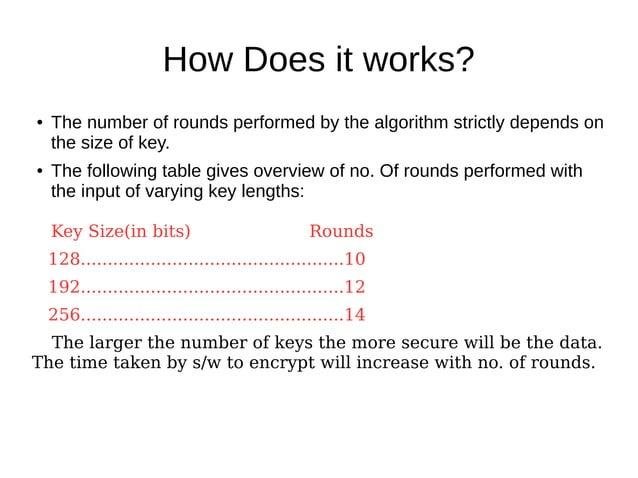 How Does it works?
• The number of rounds performed by the algorithm strictly depends on
the size of key.
• The following table gives overview of no. Of rounds performed with
the input of varying key lengths:
Key Size(in bits) Rounds
128.................................................10
192.................................................12
256.................................................14
The larger the number of keys the more secure will be the data.
The time taken by s/w to encrypt will increase with no. of rounds.